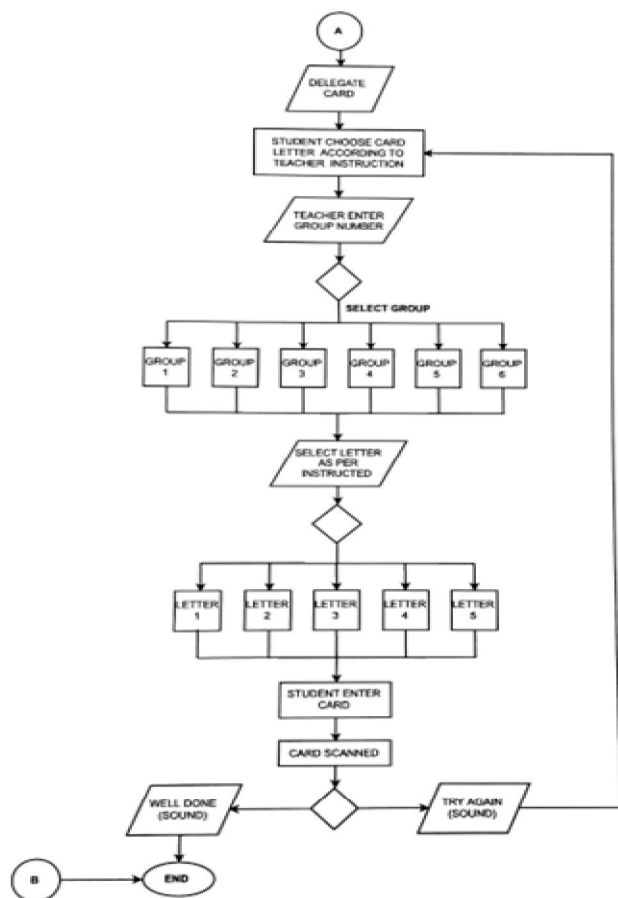 A
DELEGATE
CARD
STUDENT CHOOSE CARD
LETTER ACCORDING TO
TEACHER INSTRUCTION
TEACHER ENTER
GROUP NUMBER
SELECT GROUP
GROUP
1
GROUP
2
GROUP
3
GROUP
4
GROUP
5
GROUP
6
SELECT LETTER
AS PER
INSTRUCTED
LETTER
1
LETTER
2
LETTER
3
LETTER
4
LETTER
5
STUDENT ENTER
CARD
CARD SCANNED
WELL DONE
(SOUND)
TRY AGAIN
(SOUND)
B
END